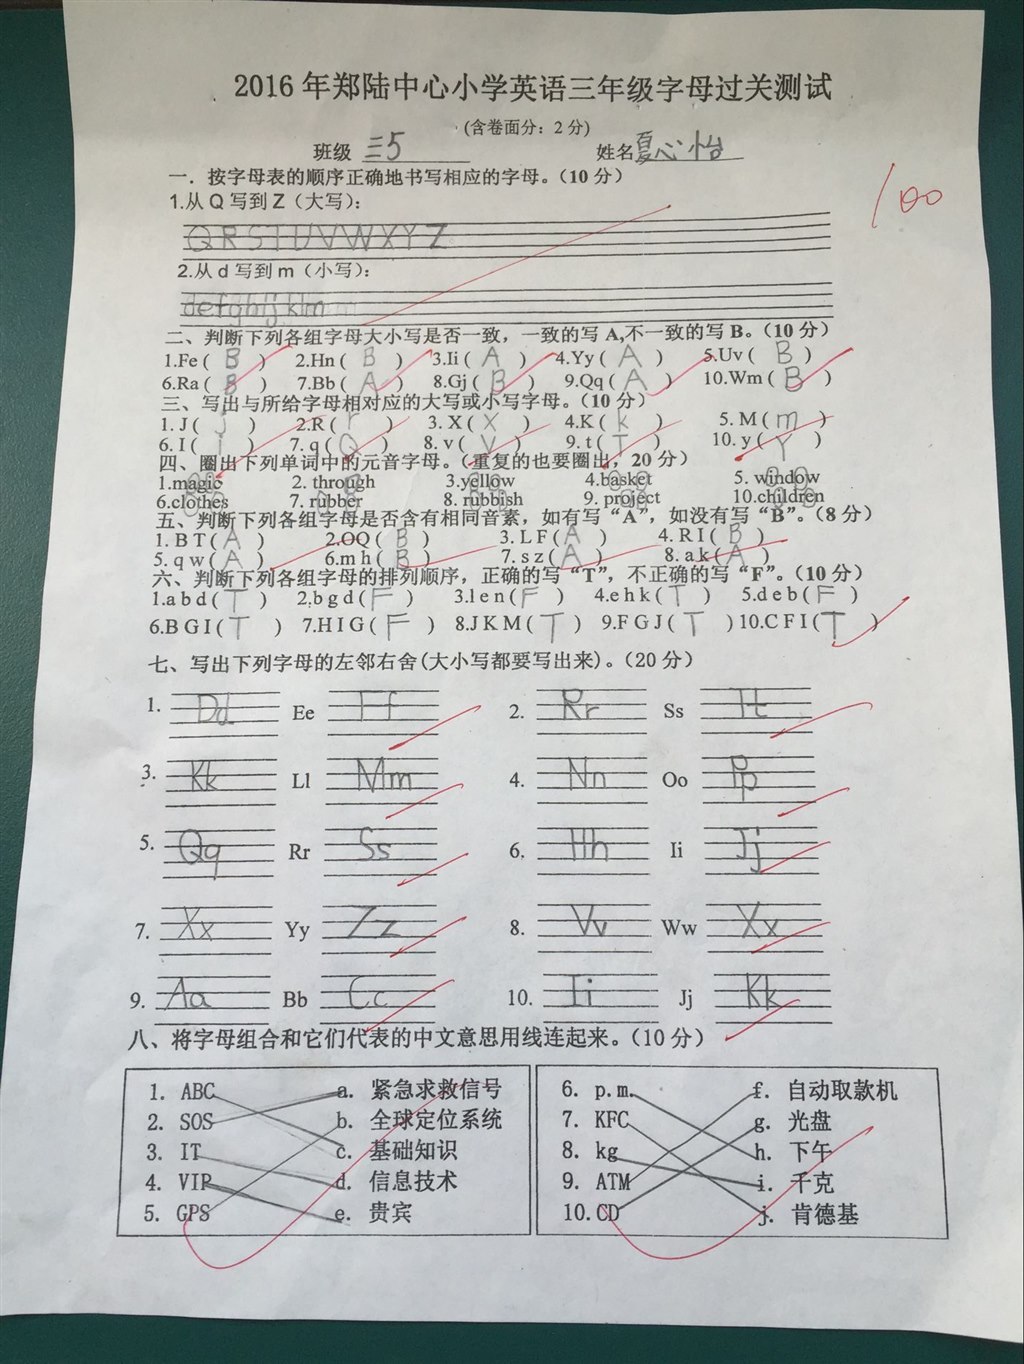 2016年郑陆中心小学英语三年级字母过关测试
(含卷面分：2分)
班级 三5 姓名 夏心怡
100
一．按字母表的顺序正确地书写相应的字母。（10分）
1.从Q写到Z（大写）：
QRSTUVWXYZ
2.从d写到m（小写）：
defghijklm
二、判断下列各组字母大小写是否一致，一致的写A,不一致的写B。（10分）
1.Fe ( B ) 2.Hn ( B ) 3.Ii ( A ) 4.Yy ( A ) 5.Uv ( B )
6.Ra ( B ) 7.Bb ( A ) 8.Gj ( B ) 9.Qq ( A ) 10.Wm ( B )
三、写出与所给字母相对应的大写或小写字母。（10分）
1. J ( j ) 2.R ( r ) 3. X ( x ) 4.K ( k ) 5. M ( m )
6. I ( i ) 7. q ( Q ) 8. v ( V ) 9. t ( T ) 10. y ( Y )
四、圈出下列单词中的元音字母。（重复的也要圈出，20分）
1.magic 2. through 3.yellow 4.basket 5. window
6.clothes 7. rubber 8. rubbish 9. project 10.children
五、判断下列各组字母是否含有相同音素，如有写“A”，如没有写“B”。（8分）
1. B T ( A ) 2.OQ ( B ) 3. L F ( A ) 4. R I ( B )
5. q w ( A ) 6.m h ( B ) 7. s z ( A ) 8. a k ( A )
六、判断下列各组字母的排列顺序，正确的写“T”，不正确的写“F”。（10分）
1.a b d ( T ) 2.b g d ( F ) 3.l e n ( F ) 4.e h k ( T ) 5.d e b ( F )
6.B G I ( T ) 7.H I G ( F ) 8.J K M ( T ) 9.F G J ( T ) 10.C F I ( T )
七、写出下列字母的左邻右舍(大小写都要写出来)。（20分）
1. Dd Ee Ff 2. Rr Ss Tt
3. Kk Ll Mm 4. Nn Oo Pp
5. Qq Rr Ss 6. Hh Ii Jj
7. Xx Yy Zz 8. Vv Ww Xx
9. Aa Bb Cc 10. Ii Jj Kk
八、将字母组合和它们代表的中文意思用线连起来。（10分）
1. ABC a. 紧急求救信号 6. p.m. f. 自动取款机
2. SOS b. 全球定位系统 7. KFC g. 光盘
3. IT c. 基础知识 8. kg h. 下午
4. VIP d. 信息技术 9. ATM i. 千克
5. GPS e. 贵宾 10. CD j. 肯德基